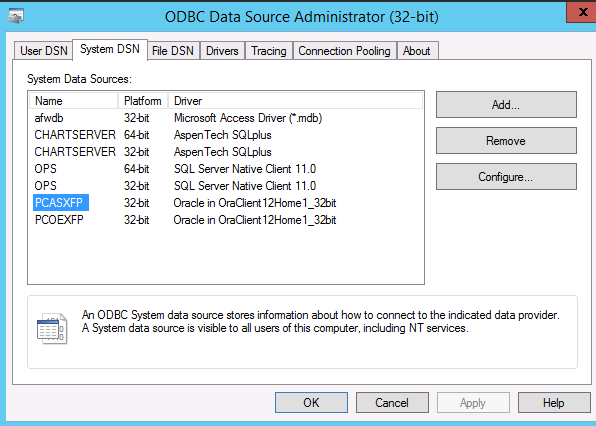 ODBC Data Source Administrator (32-bit)
x
User DSN System DSN File DSN Drivers Tracing Connection Pooling About
System Data Sources:
Name Platform Driver
afwdb 32-bit Microsoft Access Driver (*.mdb)
CHARTSERVER 64-bit AspenTech SQLplus
CHARTSERVER 32-bit AspenTech SQLplus
OPS 64-bit SQL Server Native Client 11.0
OPS 32-bit SQL Server Native Client 11.0
PCASXFP 32-bit Oracle in OraClient12Home1_32bit
PCOEXFP 32-bit Oracle in OraClient12Home1_32bit
Add...
Remove
Configure...
An ODBC System data source stores information about how to connect to the indicated data provider.
A System data source is visible to all users of this computer, including NT services.
OK Cancel Apply Help